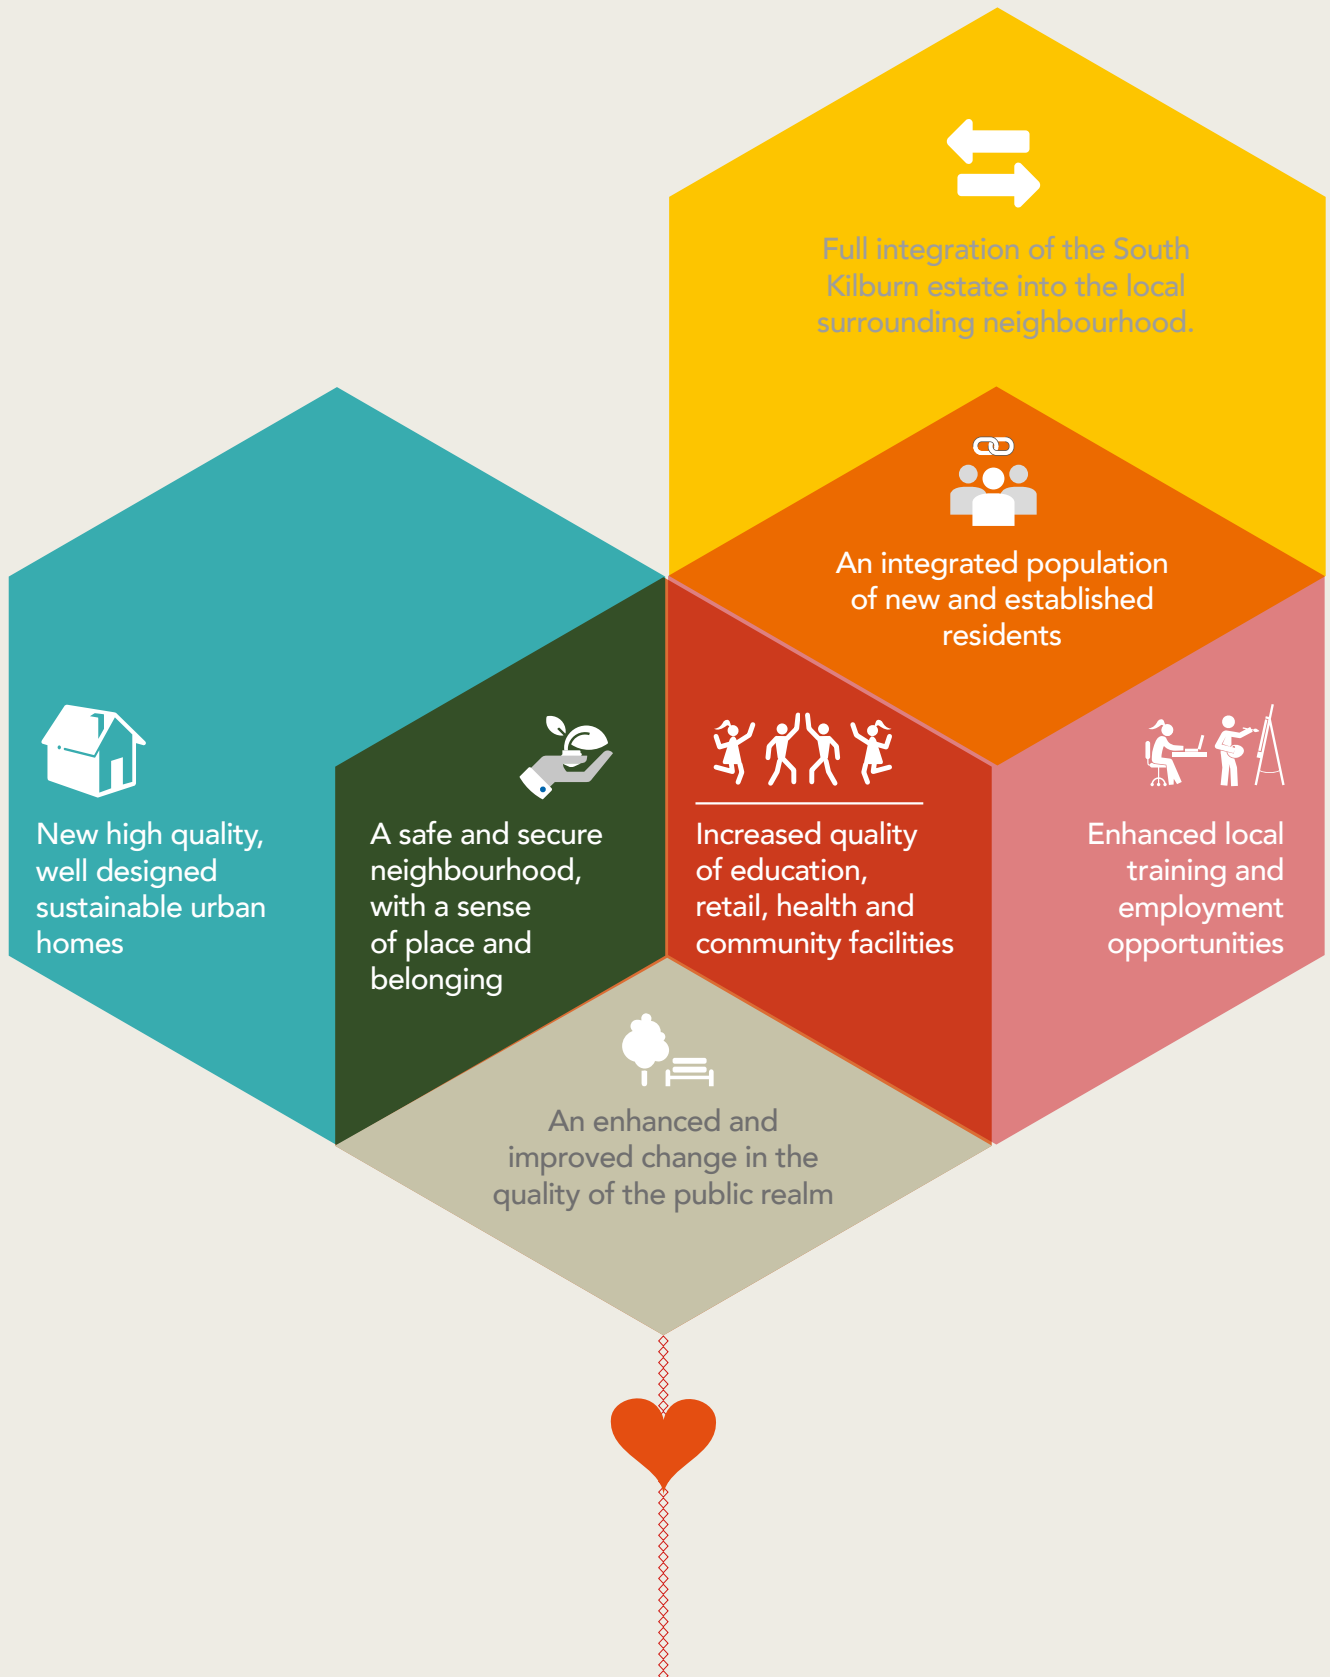 Full integration of the South
Kilburn estate into the local
surrounding neighbourhood.
An integrated population
of new and established
residents
New high quality,
well designed
sustainable urban
homes
A safe and secure
neighbourhood,
with a sense
of place and
belonging
Increased quality
of education,
retail, health and
community facilities
Enhanced local
training and
employment
opportunities
An enhanced and
improved change in the
quality of the public realm